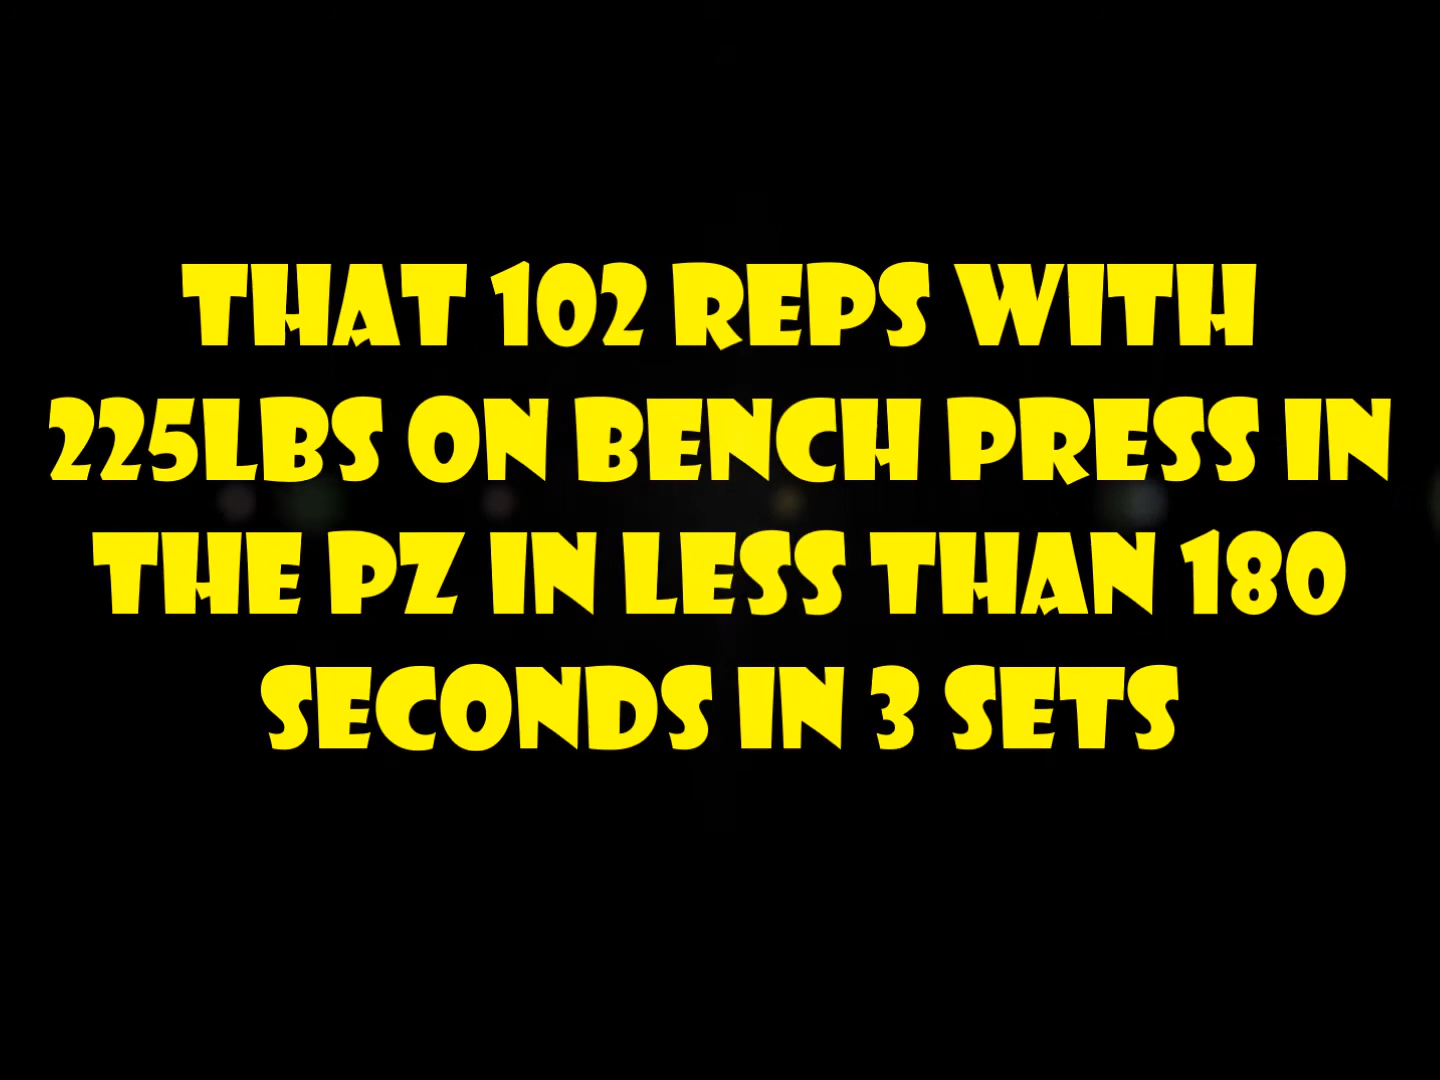 THAT 102 REPS WITH
225LBS ON BENCH PRESS IN
THE PZ IN LESS THAN 180
SECONDS IN 3 SETS